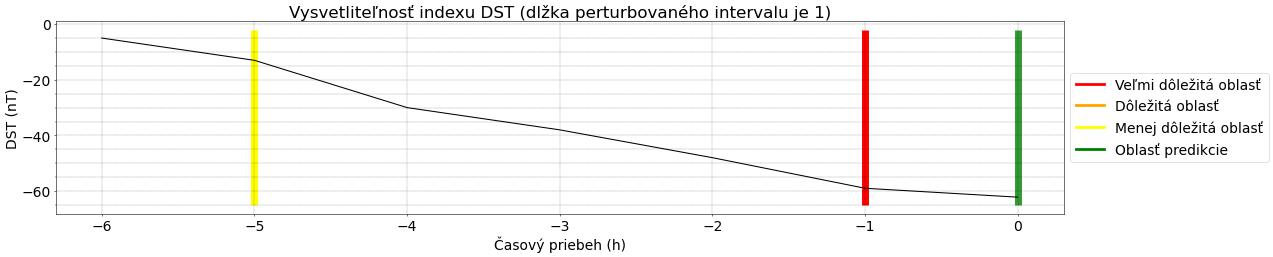 Vysvetliteľnosť indexu DST (dĺžka perturbovaného intervalu je 1)
DST (nT)
0
−20
−40
−60
−6
−5
−4
−3
−2
−1
0
Časový priebeh (h)
Veľmi dôležitá oblasť
Dôležitá oblasť
Menej dôležitá oblasť
Oblasť predikcie